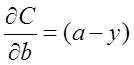 ∂C/∂b = (a − y)